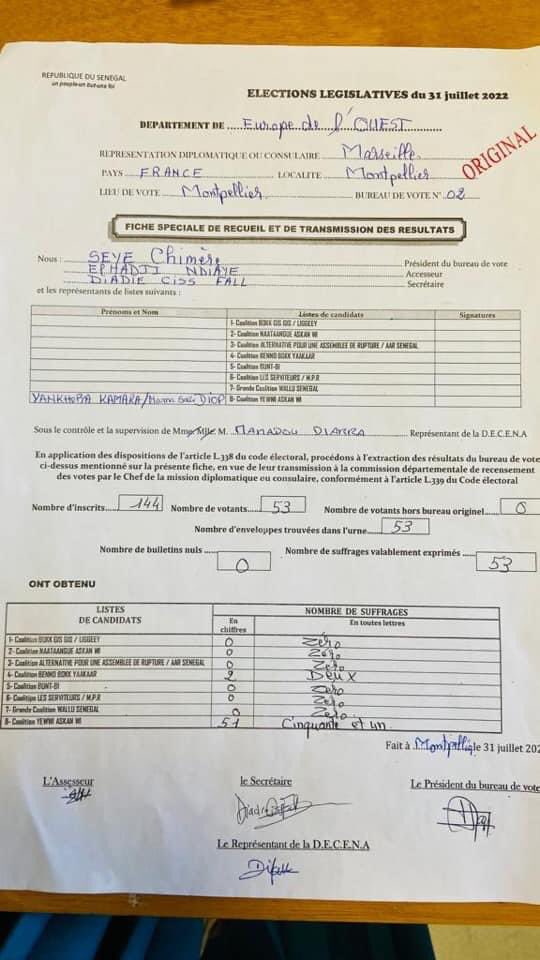 REPUBLIQUE DU SENEGAL
un peuple-un but-une foi
ELECTIONS LEGISLATIVES du 31 juillet 2022
DEPARTEMENT DE Europe de l'OUEST
ORIGINAL
REPRESENTATION DIPLOMATIQUE OU CONSULAIRE Marseille
PAYS FRANCE LOCALITE Montpellier
LIEU DE VOTE Montpellier BUREAU DE VOTE N° 02
FICHE SPECIALE DE RECUEIL ET DE TRANSMISSION DES RESULTATS
Nous : SEYE Chimère Président du bureau de vote
ELHADJI NDIAYE Accesseur
DIADIE CISS FALL Secrétaire
et les représentants de listes suivants :
Prénoms et Nom Listes de candidats Signatures
1- Coalition BOKK GIS GIS / LIGGEEY
2- Coalition NAATAANGUE ASKAN WI
3- Coalition ALTERNATIVE POUR UNE ASSEMBLEE DE RUPTURE / AAR SENEGAL
4- Coalition BENNO BOKK YAAKAAR
5- Coalition BUNT-BI
6- Coalition LES SERVITEURS / M.P.R
7- Grande Coalition WALLU SENEGAL
YANKHOBA KAMARA/Mama Sali DIOP 8- Coalition YEWWI ASKAN WI
Sous le contrôle et la supervision de Mme/Mlle M. MAMADOU DIARRA Représentant de la D.E.CE.N.A
En application des dispositions de l'article L.338 du code électoral, procédons à l'extraction des résultats du bureau de vote
ci-dessus mentionné sur la présente fiche, en vue de leur transmission à la commission départementale de recensement
des votes par le Chef de la mission diplomatique ou consulaire, conformément à l'article L.339 du Code électoral
Nombre d'inscrits 144 Nombre de votants 53 Nombre de votants hors bureau originel 0
Nombre d'enveloppes trouvées dans l'urne 53
Nombre de bulletins nuls 0 Nombre de suffrages valablement exprimés 53
ONT OBTENU
LISTES DE CANDIDATS NOMBRE DE SUFFRAGES
En chiffres En toutes lettres
1- Coalition BOKK GIS GIS / LIGGEEY 0 Zéro
2- Coalition NAATAANGUE ASKAN WI 0 Zéro
3- Coalition ALTERNATIVE POUR UNE ASSEMBLEE DE RUPTURE / AAR SENEGAL 0 Zero
4- Coalition BENNO BOKK YAAKAAR 2 Deux
5- Coalition BUNT-BI 0 Zero
6- Coalition LES SERVITEURS / M.P.R 0 Zero
7- Grande Coalition WALLU SENEGAL 0 Zero
8- Coalition YEWWI ASKAN WI 51 Cinquante et un
Fait à Montpellier le 31 juillet 202
L'Assesseur le Secrétaire Le Président du bureau de vote
Le Représentant de la D.E.C.E.N.A